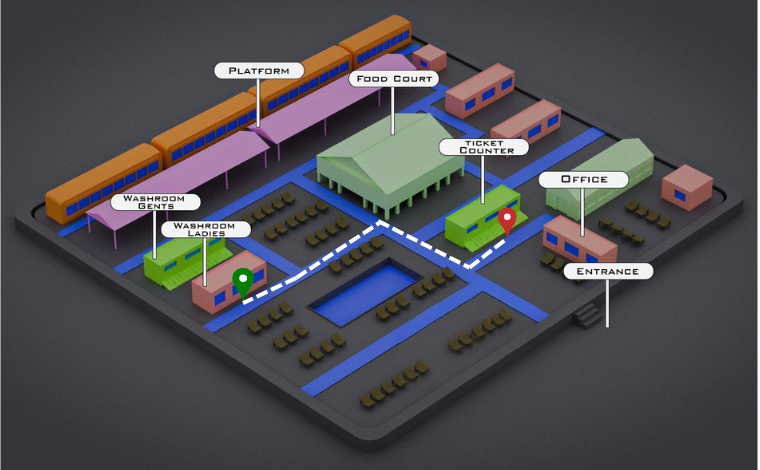 PLATFORM
FOOD COURT
TICKET
COUNTER
OFFICE
WASHROOM
GENTS
WASHROOM
LADIES
ENTRANCE